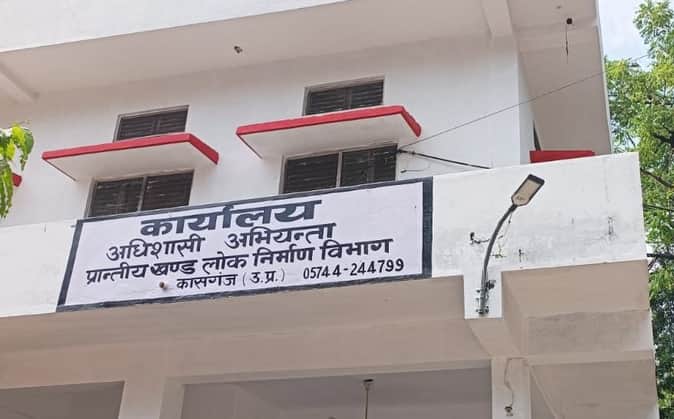 कार्यालय
अधिशासी अभियन्ता
प्रान्तीय खण्ड लोक निर्माण विभाग
कासगंज (उ.प्र.) 05744-244799